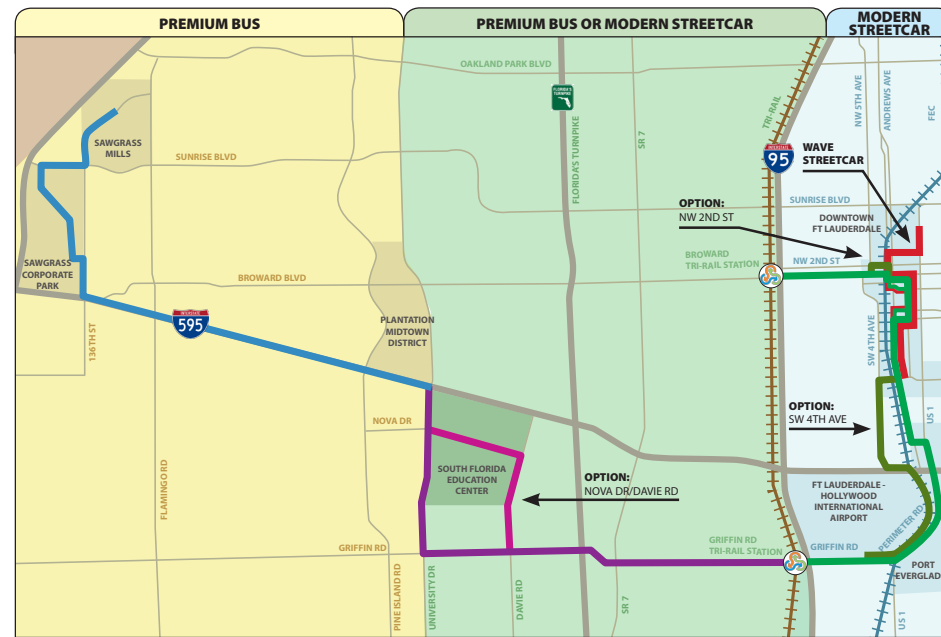 PREMIUM BUS
PREMIUM BUS OR MODERN STREETCAR
MODERN
STREETCAR
OAKLAND PARK BLVD
FLORIDA'S
TURNPIKE
NW 5TH AVE
ANDREWS AVE
FEC
TRI-RAIL
FLORIDA'S TURNPIKE
SR 7
SAWGRASS
MILLS
SUNRISE BLVD
INTERSTATE
95
WAVE
STREETCAR
SUNRISE BLVD
OPTION:
NW 2ND ST
DOWNTOWN
FT LAUDERDALE
SAWGRASS
CORPORATE
PARK
BROWARD BLVD
BROWARD
TRI-RAIL STATION
NW 2ND ST
INTERSTATE
595
136TH ST
PLANTATION
MIDTOWN
DISTRICT
SW 4TH AVE
OPTION:
SW 4TH AVE
US 1
NOVA DR
FLAMINGO RD
SOUTH FLORIDA
EDUCATION
CENTER
OPTION:
NOVA DR/DAVIE RD
FT LAUDERDALE -
HOLLYWOOD
INTERNATIONAL
AIRPORT
PERIMETER RD
GRIFFIN RD
GRIFFIN RD
TRI-RAIL STATION
GRIFFIN RD
PORT
EVERGLAD
PINE ISLAND RD
UNIVERSITY DR
DAVIE RD
SR 7
US 1